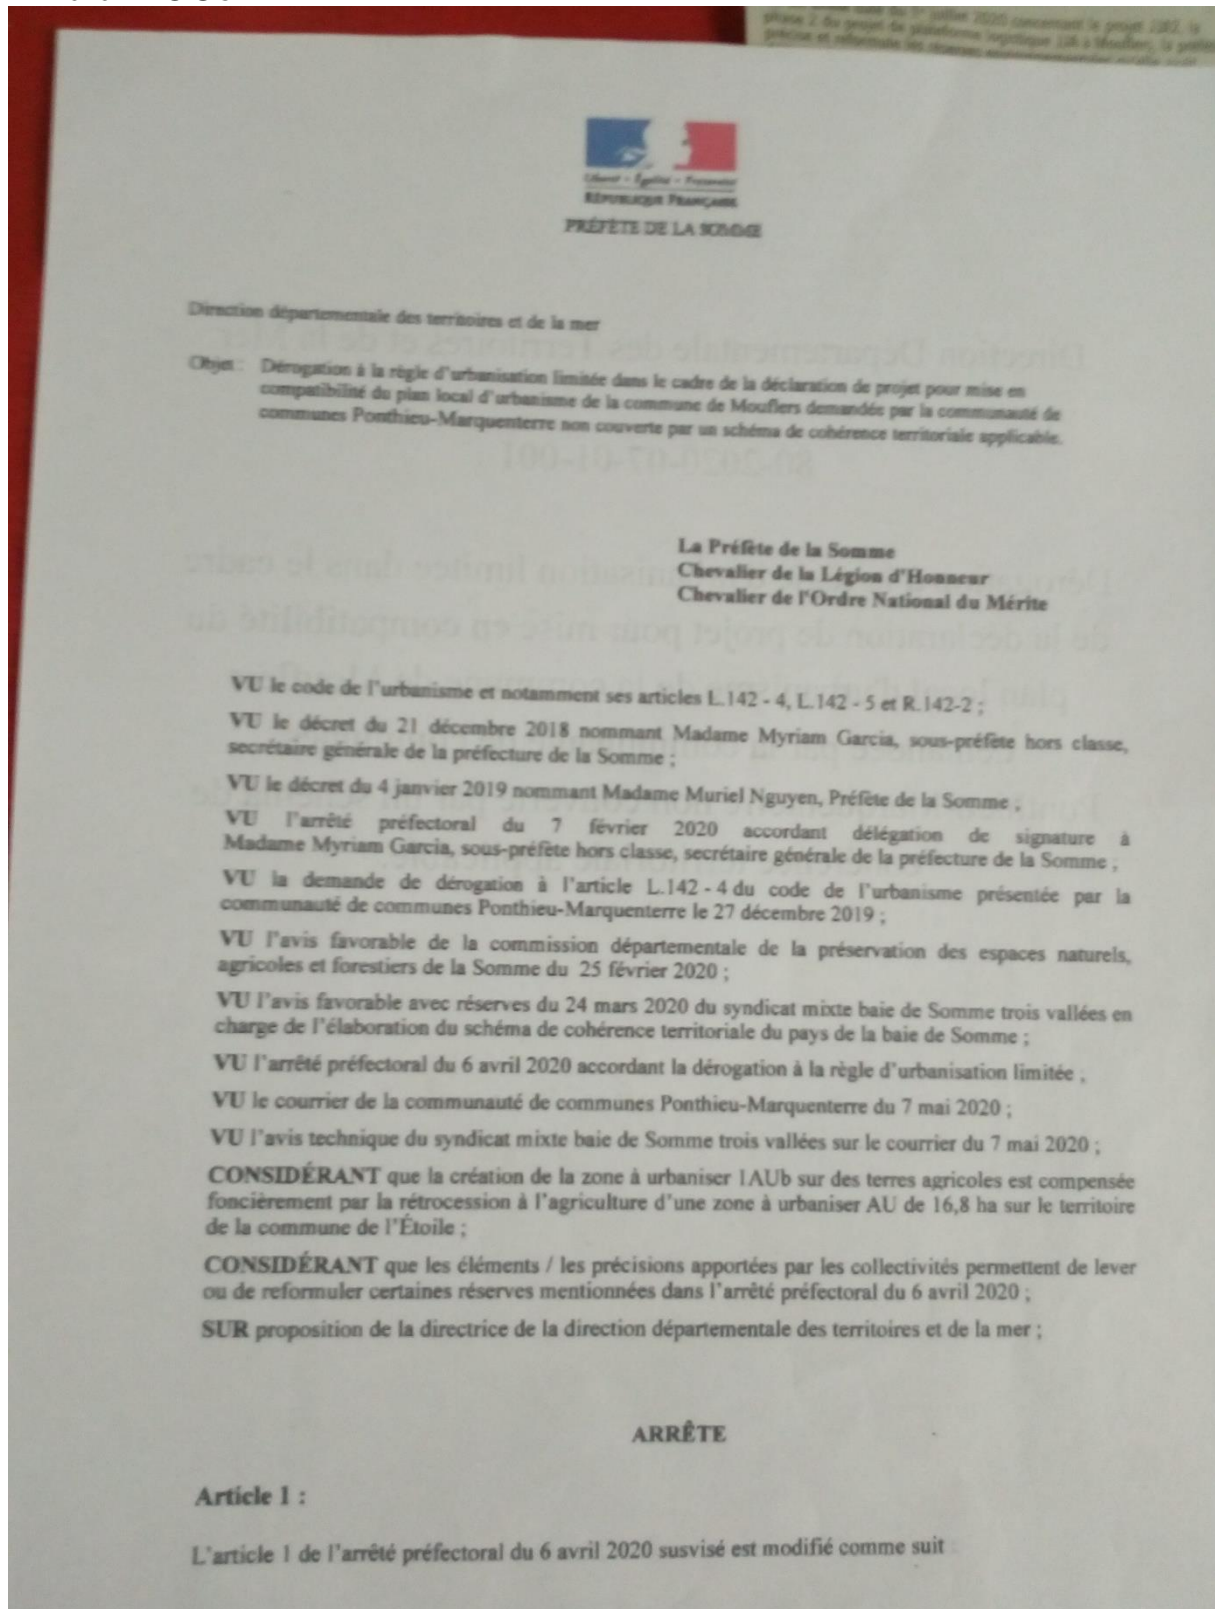 juillet 2020 concernant le projet
phase 2 du projet de plateforme logistique
précise et reformule les réserves environnementales
Liberté - Égalité - Fraternité
RÉPUBLIQUE FRANÇAISE
PRÉFÈTE DE LA SOMME
Direction départementale des territoires et de la mer
Objet : Dérogation à la règle d'urbanisation limitée dans le cadre de la déclaration de projet pour mise en
compatibilité du plan local d'urbanisme de la commune de Mouflers demandée par la communauté de
communes Ponthieu-Marquenterre non couverte par un schéma de cohérence territoriale applicable.
La Préfète de la Somme
Chevalier de la Légion d'Honneur
Chevalier de l'Ordre National du Mérite
VU le code de l'urbanisme et notamment ses articles L.142 - 4, L.142 - 5 et R.142-2 ;
VU le décret du 21 décembre 2018 nommant Madame Myriam Garcia, sous-préfète hors classe,
secrétaire générale de la préfecture de la Somme ;
VU le décret du 4 janvier 2019 nommant Madame Muriel Nguyen, Préfète de la Somme ;
VU l'arrêté préfectoral du 7 février 2020 accordant délégation de signature à
Madame Myriam Garcia, sous-préfète hors classe, secrétaire générale de la préfecture de la Somme ;
VU la demande de dérogation à l'article L.142 - 4 du code de l'urbanisme présentée par la
communauté de communes Ponthieu-Marquenterre le 27 décembre 2019 ;
VU l'avis favorable de la commission départementale de la préservation des espaces naturels,
agricoles et forestiers de la Somme du 25 février 2020 ;
VU l'avis favorable avec réserves du 24 mars 2020 du syndicat mixte baie de Somme trois vallées en
charge de l'élaboration du schéma de cohérence territoriale du pays de la baie de Somme ;
VU l'arrêté préfectoral du 6 avril 2020 accordant la dérogation à la règle d'urbanisation limitée ;
VU le courrier de la communauté de communes Ponthieu-Marquenterre du 7 mai 2020 ;
VU l'avis technique du syndicat mixte baie de Somme trois vallées sur le courrier du 7 mai 2020 ;
CONSIDÉRANT que la création de la zone à urbaniser 1AUb sur des terres agricoles est compensée
foncièrement par la rétrocession à l'agriculture d'une zone à urbaniser AU de 16,8 ha sur le territoire
de la commune de l'Étoile ;
CONSIDÉRANT que les éléments / les précisions apportées par les collectivités permettent de lever
ou de reformuler certaines réserves mentionnées dans l'arrêté préfectoral du 6 avril 2020 ;
SUR proposition de la directrice de la direction départementale des territoires et de la mer ;
ARRÊTE
Article 1 :
L'article 1 de l'arrêté préfectoral du 6 avril 2020 susvisé est modifié comme suit